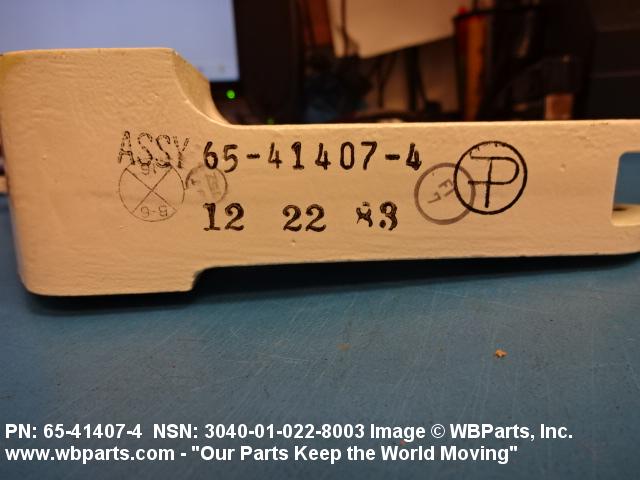 ASSY 65-41407-4
12 22 83
P
PN: 65-41407-4 NSN: 3040-01-022-8003 Image © WBParts, Inc.
www.wbparts.com - "Our Parts Keep the World Moving"